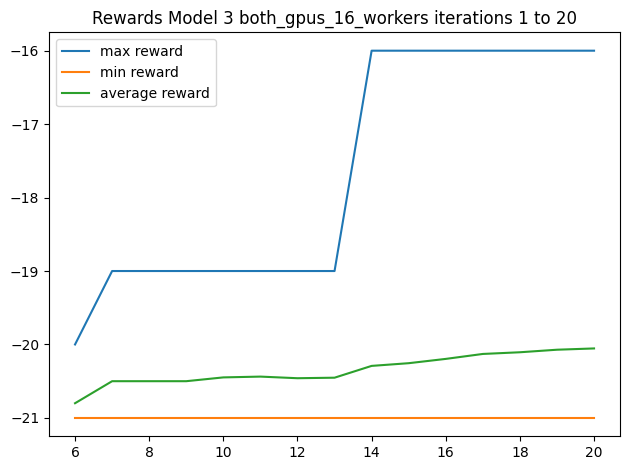 Rewards Model 3 both_gpus_16_workers iterations 1 to 20
max reward
min reward
average reward
−16
−17
−18
−19
−20
−21
6 8 10 12 14 16 18 20